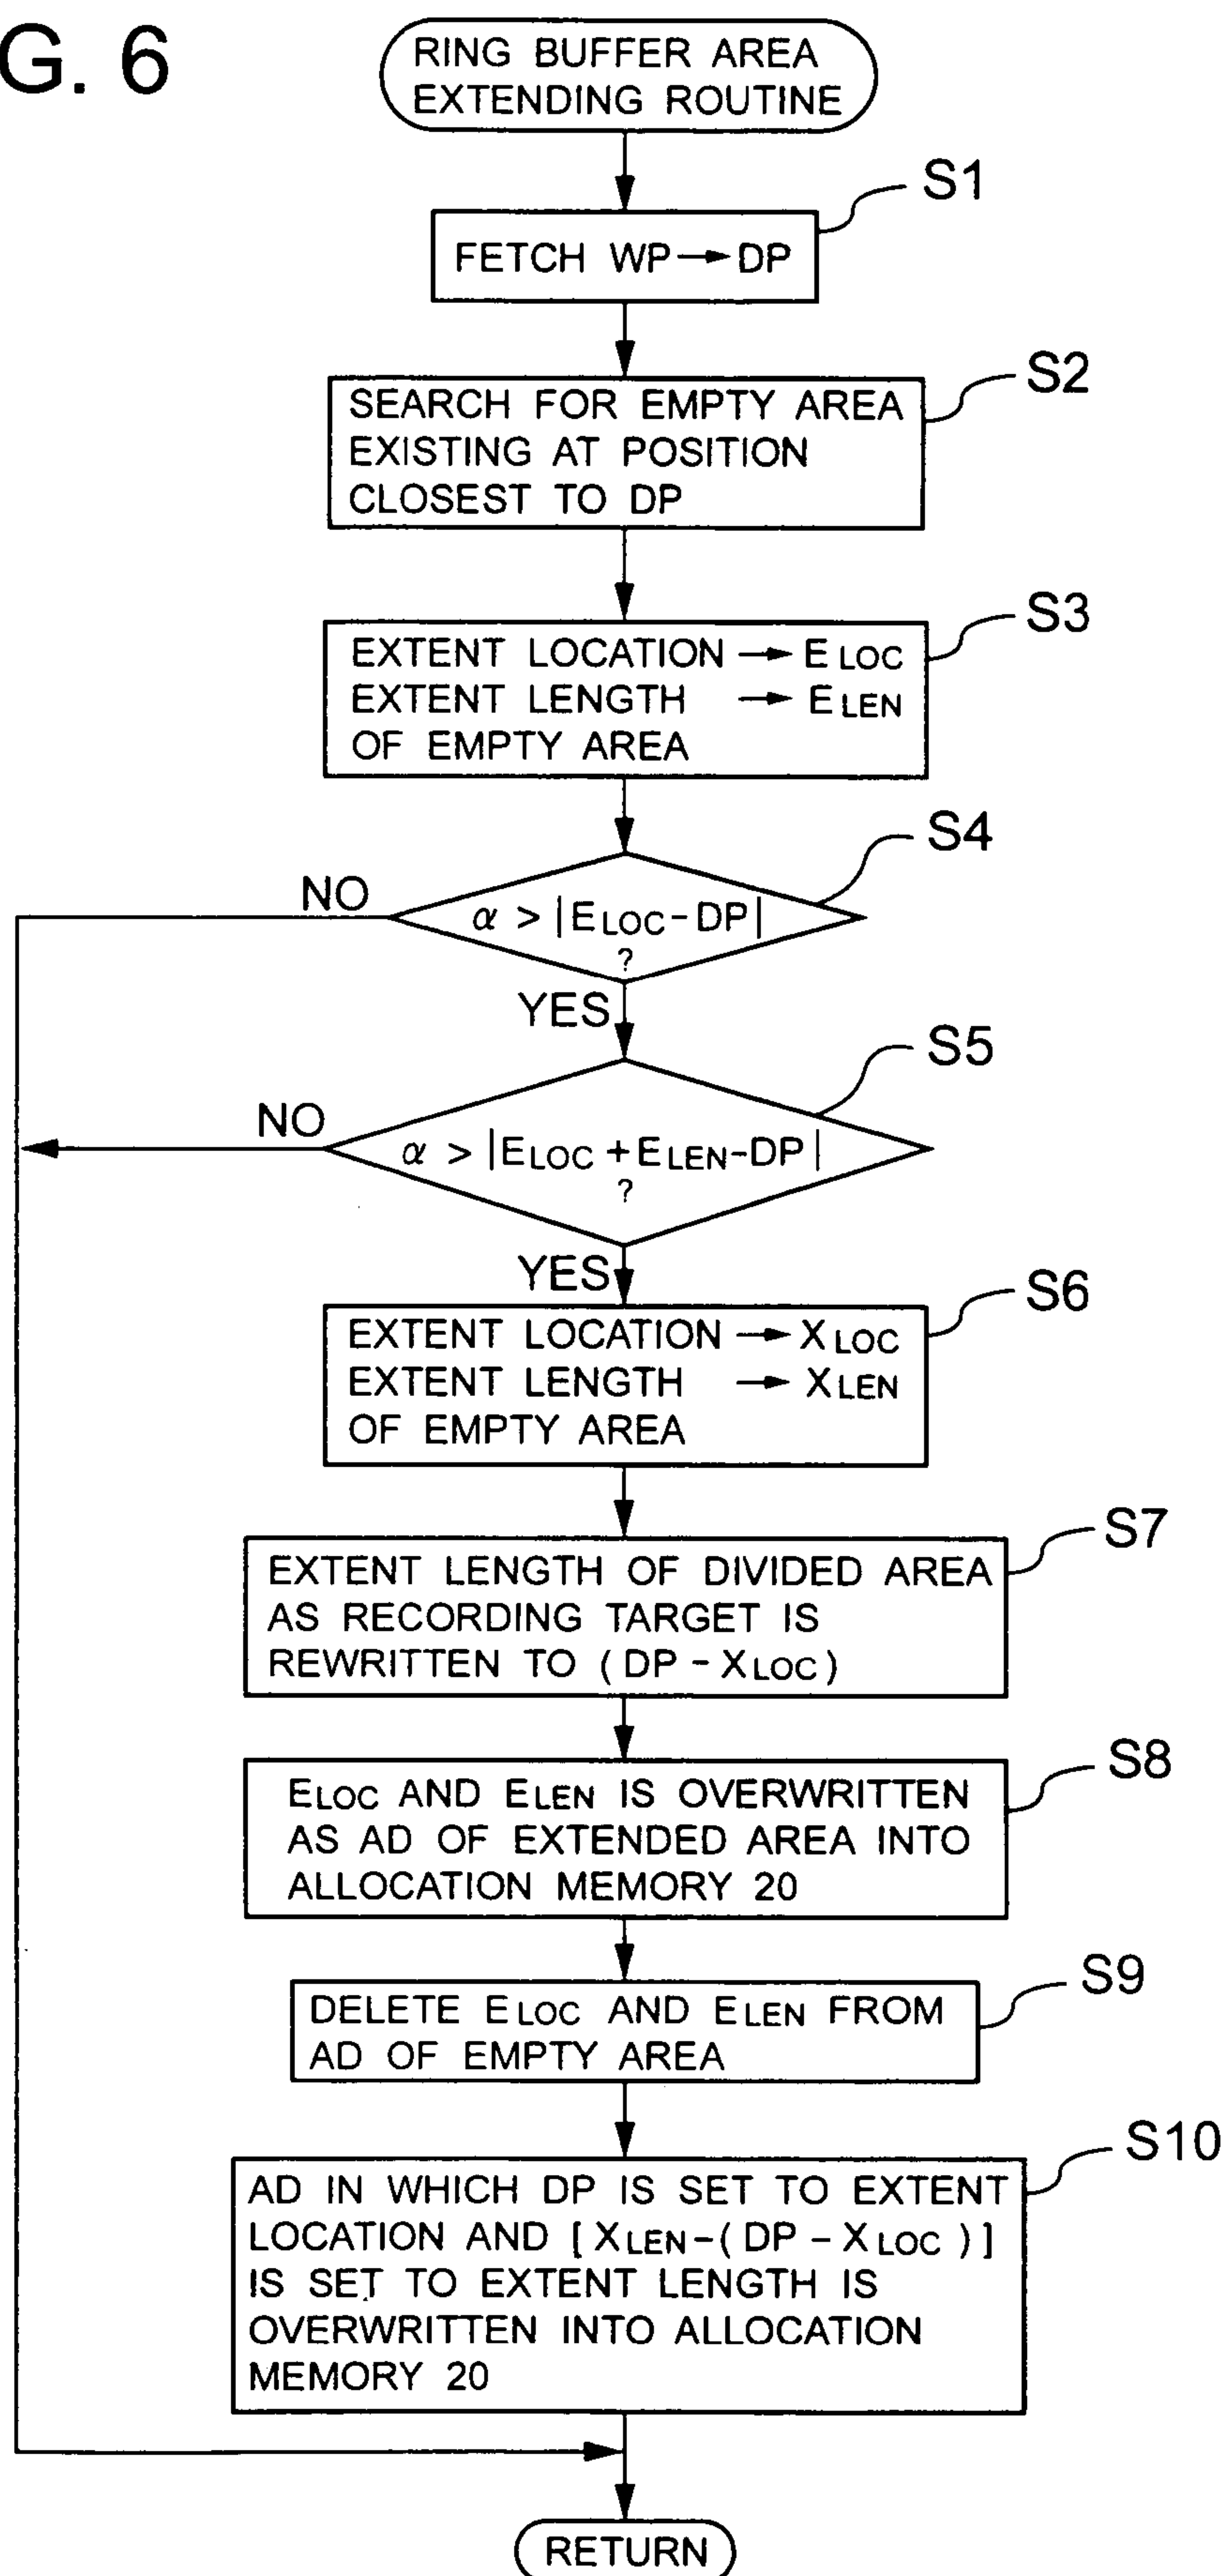 G. 6
RING BUFFER AREA
EXTENDING ROUTINE
S1
FETCH WP→DP
S2
SEARCH FOR EMPTY AREA
EXISTING AT POSITION
CLOSEST TO DP
S3
EXTENT LOCATION → ELOC
EXTENT LENGTH → ELEN
OF EMPTY AREA
S4
NO
α > |ELOC-DP|
?
YES
S5
NO
α > |ELOC+ELEN-DP|
?
YES
S6
EXTENT LOCATION → XLOC
EXTENT LENGTH → XLEN
OF EMPTY AREA
S7
EXTENT LENGTH OF DIVIDED AREA
AS RECORDING TARGET IS
REWRITTEN TO (DP - XLOC)
S8
ELOC AND ELEN IS OVERWRITTEN
AS AD OF EXTENDED AREA INTO
ALLOCATION MEMORY 20
S9
DELETE ELOC AND ELEN FROM
AD OF EMPTY AREA
S10
AD IN WHICH DP IS SET TO EXTENT
LOCATION AND [XLEN-(DP - XLOC)]
IS SET TO EXTENT LENGTH IS
OVERWRITTEN INTO ALLOCATION
MEMORY 20
RETURN